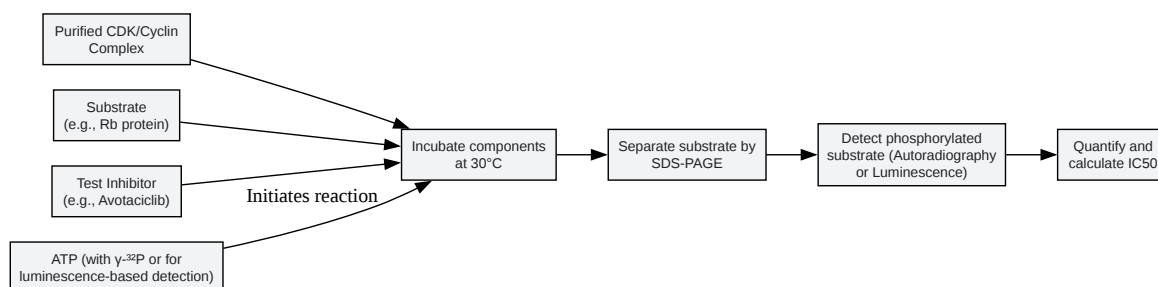 Purified CDK/Cyclin
Complex
Substrate
(e.g., Rb protein)
Test Inhibitor
(e.g., Avotaciclib)
ATP (with γ-³²P or for
luminescence-based detection)
Initiates reaction
Incubate components
at 30°C
Separate substrate by
SDS-PAGE
Detect phosphorylated
substrate (Autoradiography
or Luminescence)
Quantify and
calculate IC50